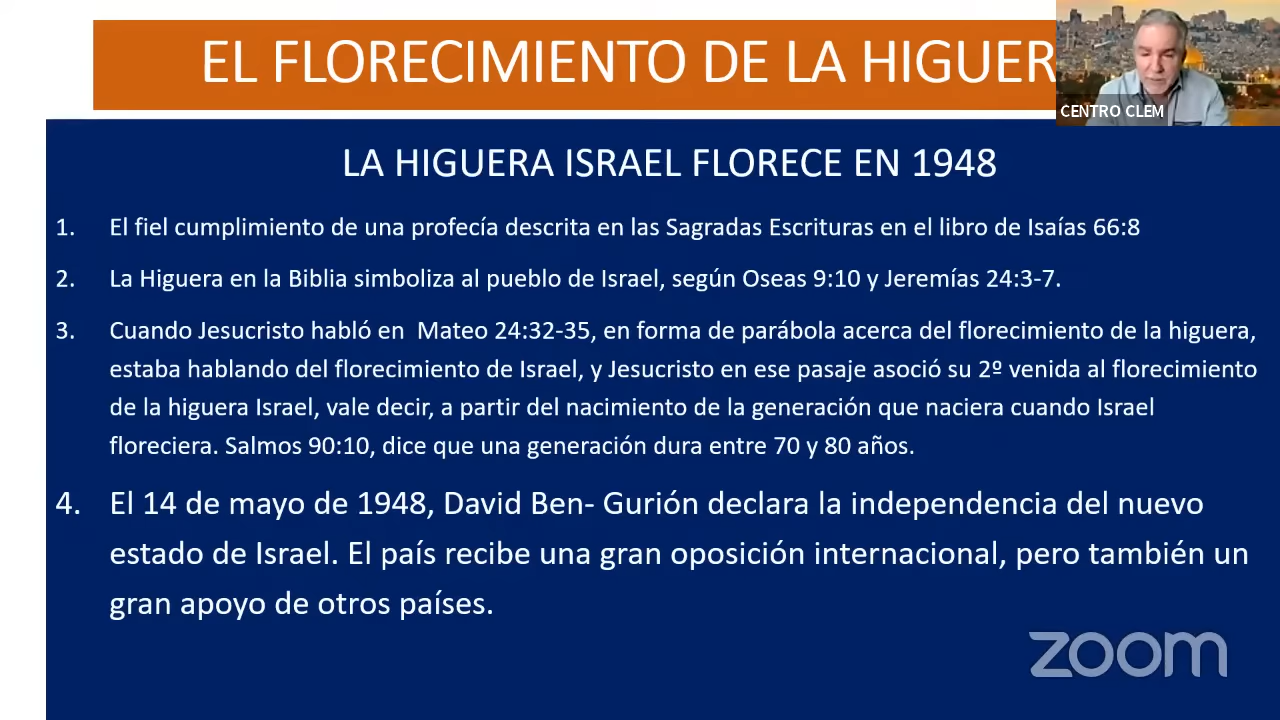 EL FLORECIMIENTO DE LA HIGUER
CENTRO CLEM
LA HIGUERA ISRAEL FLORECE EN 1948
1. El fiel cumplimiento de una profecía descrita en las Sagradas Escrituras en el libro de Isaías 66:8
2. La Higuera en la Biblia simboliza al pueblo de Israel, según Oseas 9:10 y Jeremías 24:3-7.
3. Cuando Jesucristo habló en Mateo 24:32-35, en forma de parábola acerca del florecimiento de la higuera,
estaba hablando del florecimiento de Israel, y Jesucristo en ese pasaje asoció su 2º venida al florecimiento
de la higuera Israel, vale decir, a partir del nacimiento de la generación que naciera cuando Israel
floreciera. Salmos 90:10, dice que una generación dura entre 70 y 80 años.
4. El 14 de mayo de 1948, David Ben- Gurión declara la independencia del nuevo
estado de Israel. El país recibe una gran oposición internacional, pero también un
gran apoyo de otros países.
zoom